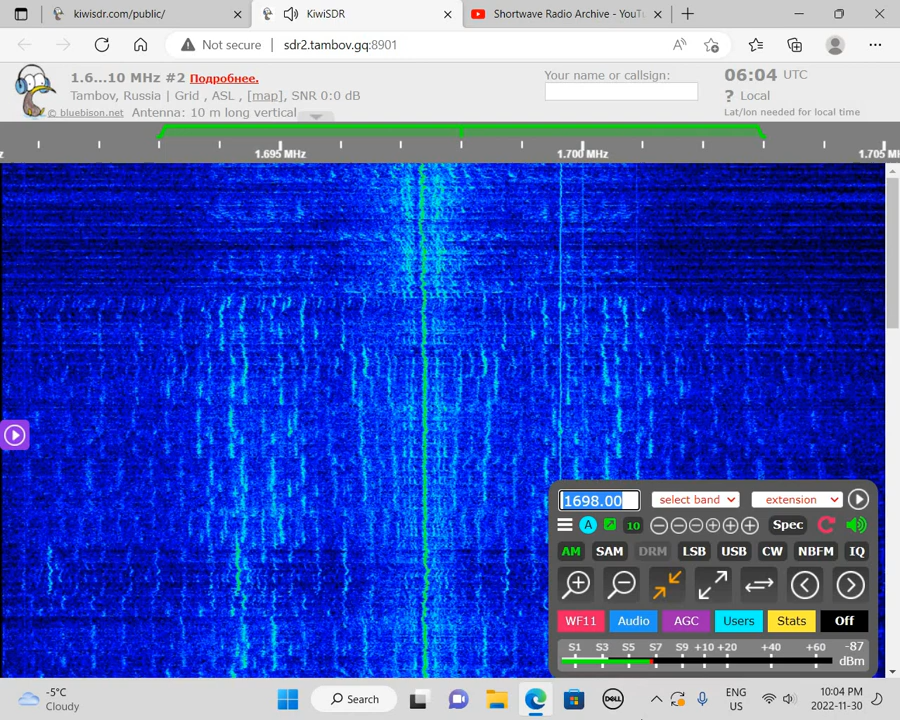 kiwisdr.com/public/
KiwiSDR
Shortwave Radio Archive - YouTu
Not secure
sdr2.tambov.gq:8901
1.6...10 MHz #2 Подробнее.
Tambov, Russia | Grid , ASL , [map], SNR 0:0 dB
© bluebison.net Antenna: 10 m long vertical
Your name or callsign:
06:04 UTC
? Local
Lat/lon needed for local time
z 1.695 MHz 1.700 MHz 1.705 MH
1698.00 select band extension
A 10 Spec
AM SAM DRM LSB USB CW NBFM IQ
WF11 Audio AGC Users Stats Off
S1 S3 S5 S7 S9 +10 +20 +40 +60 -87
dBm
-5°C
Cloudy
Search
DELL
ENG
US
10:04 AM
2022-11-30